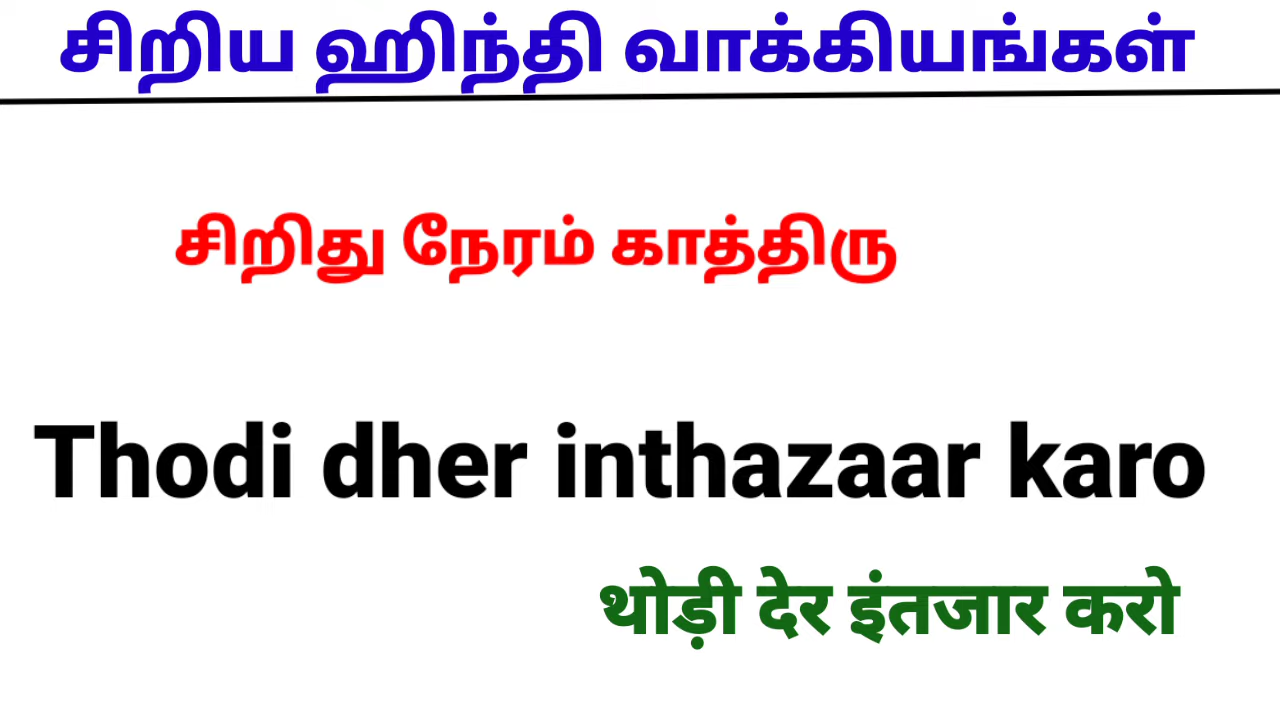 சிறிய ஹிந்தி வாக்கியங்கள்
சிறிது நேரம் காத்திரு
Thodi dher inthazaar karo
थोड़ी देर इंतजार करो